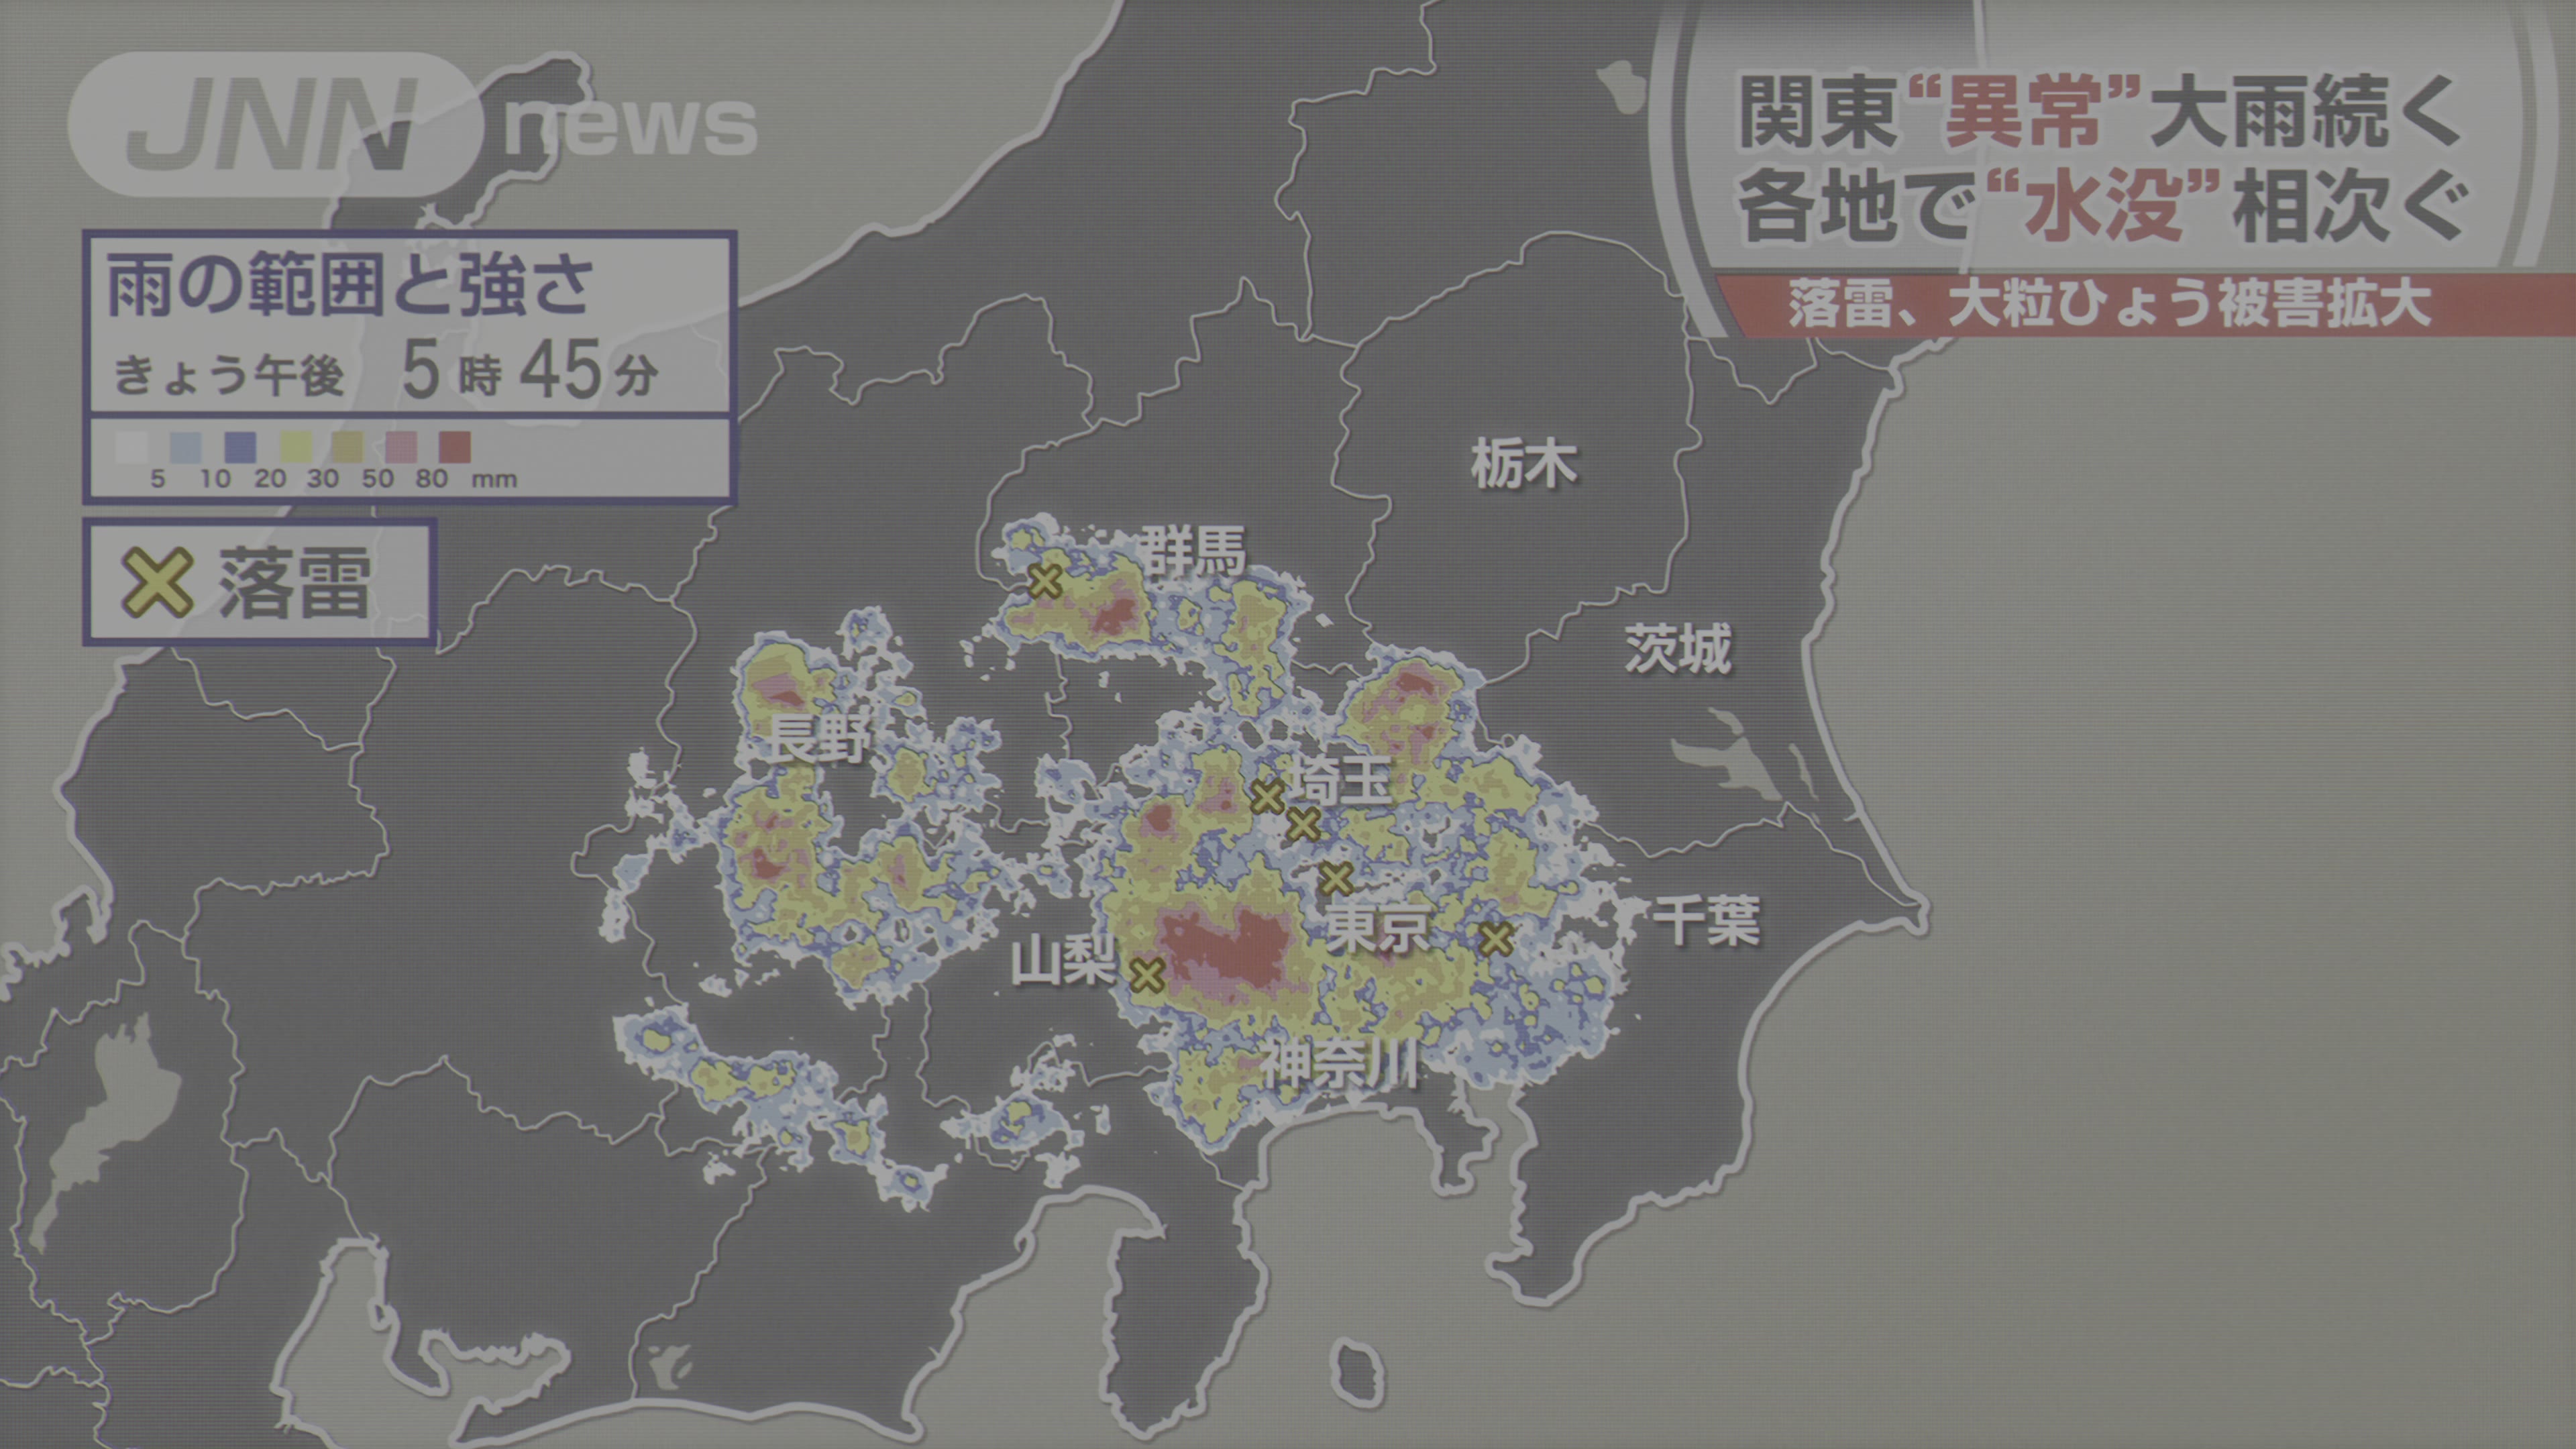 JNN news
関東“異常”大雨続く
各地で“水没”相次ぐ
落雷、大粒ひょう被害拡大
雨の範囲と強さ
きょう午後 5時45分
5 10 20 30 50 80 mm
落雷
栃木
群馬
茨城
長野
埼玉
千葉
東京
山梨
神奈川